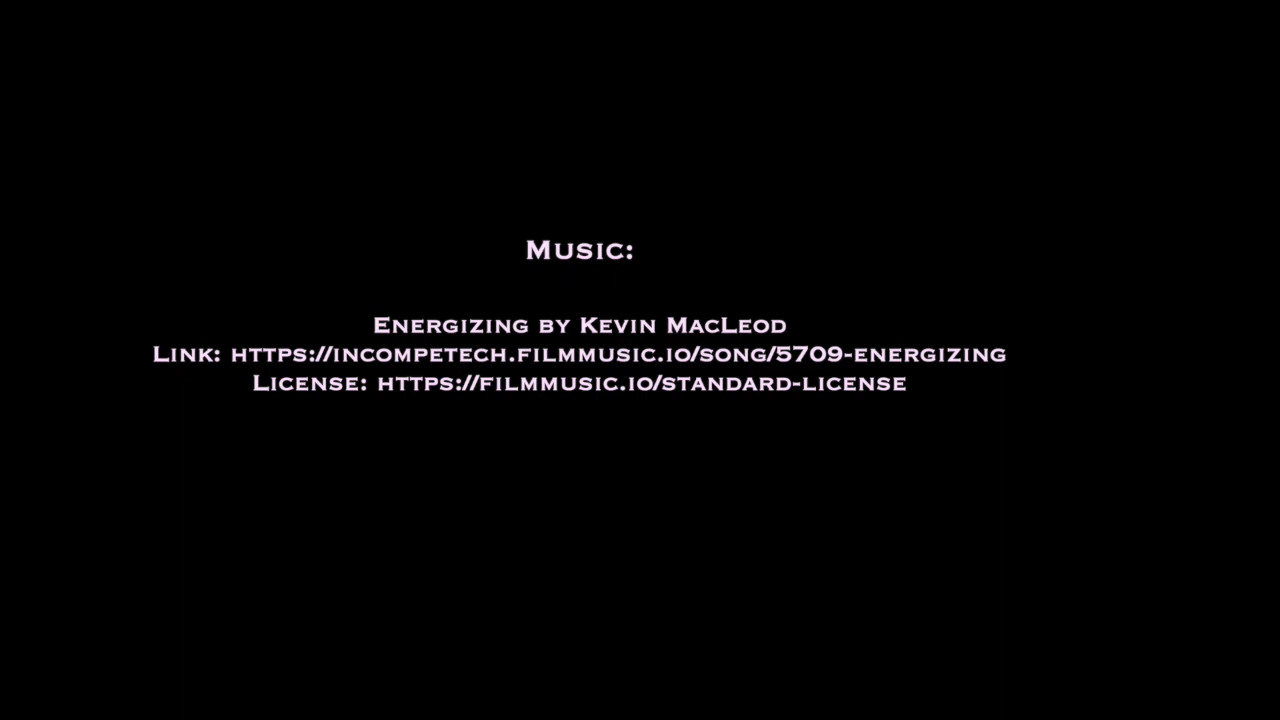 Music:
Energizing by Kevin MacLeod
Link: https://incompetech.filmmusic.io/song/5709-energizing
License: https://filmmusic.io/standard-license